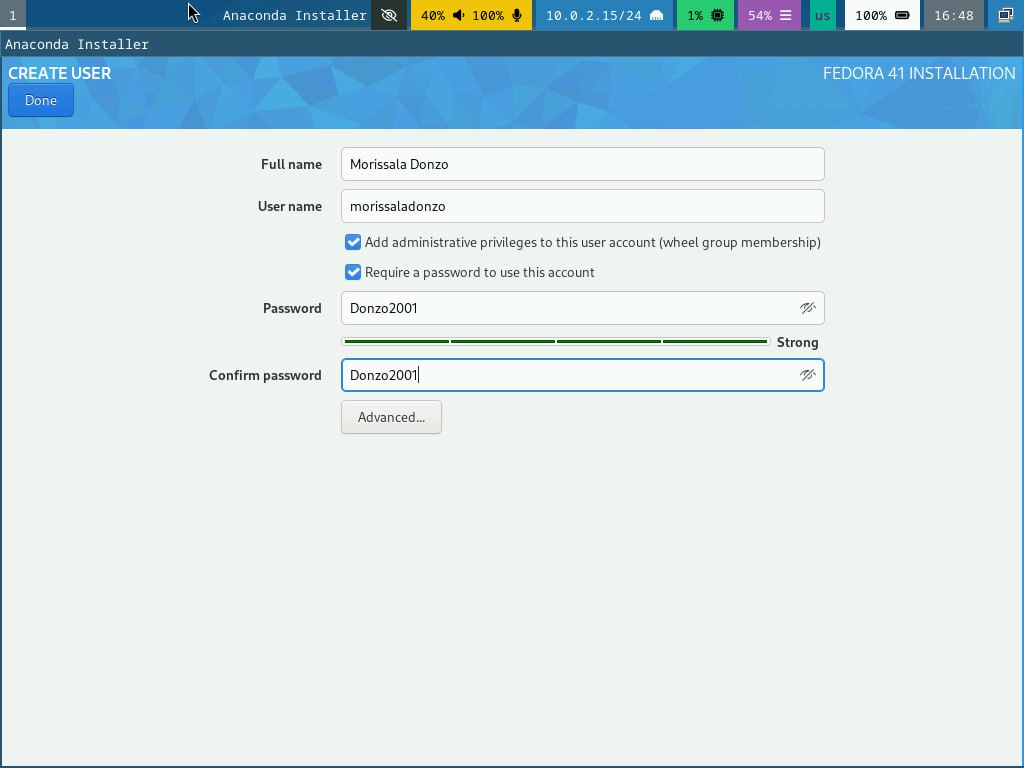 1 Anaconda Installer 40% 100% 10.0.2.15/24 1% 54% us 100% 16:48
Anaconda Installer
CREATE USER FEDORA 41 INSTALLATION
Done
Full name Morissala Donzo
User name morissaladonzo
Add administrative privileges to this user account (wheel group membership)
Require a password to use this account
Password Donzo2001
Strong
Confirm password Donzo2001
Advanced...